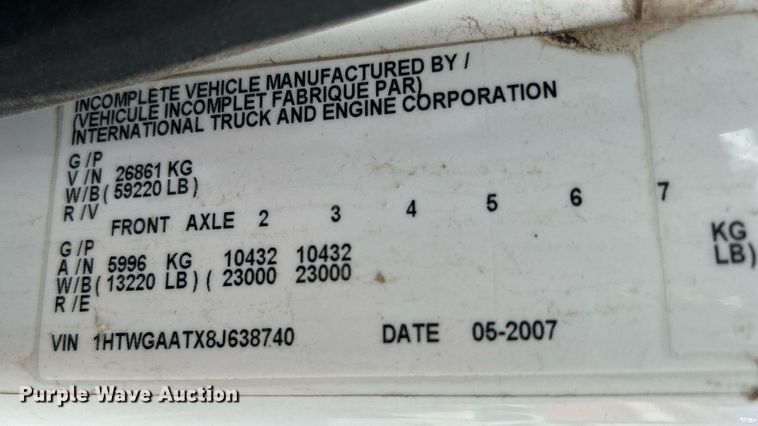 INCOMPLETE VEHICLE MANUFACTURED BY /
(VEHICULE INCOMPLET FABRIQUE PAR)
INTERNATIONAL TRUCK AND ENGINE CORPORATION
G /P
V /N 26861 KG
W/B( 59220 LB)
R /V
FRONT AXLE 2 3 4 5 6 7
G /P
A /N 5996 KG 10432 10432 KG
W/B( 13220 LB) ( 23000 23000 LB)
R /E
VIN 1HTWGAATX8J638740 DATE 05-2007
Purple Wave Auction